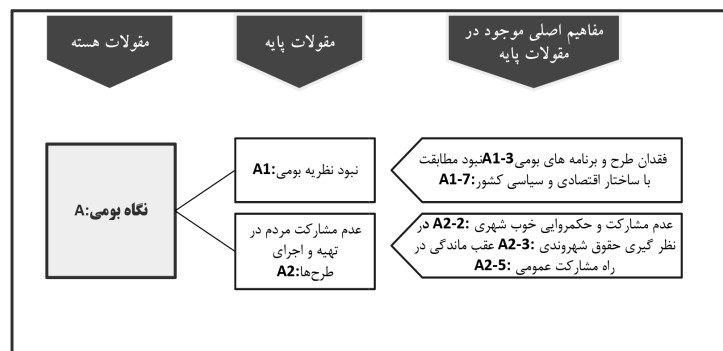 مفاهیم اصلی موجود در
مقولات پایه
مقولات پایه
مقولات هسته
فقدان طرح و برنامه های بومیA1-3نبود مطابقت
با ساختار اقتصادی و سیاسی کشور:A1-7
نبود نظریه بومی:A1
نگاه بومی:A
عدم مشارکت و حکمروایی خوب شهری :A2-2 در
نظر گیری حقوق شهروندی :A2-3 عقب ماندگی در
راه مشارکت عمومی :A2-5
عدم مشارکت مردم در
تهیه و اجرای
طرح‌ها:A2